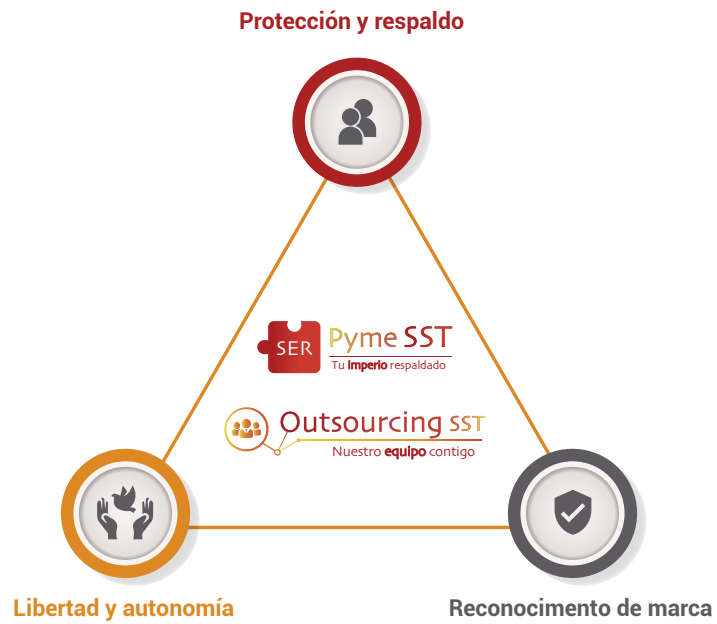 Protección y respaldo
SER
Pyme SST
Tu Imperio respaldado
Outsourcing SST
Nuestro equipo contigo
Libertad y autonomía
Reconocimento de marca